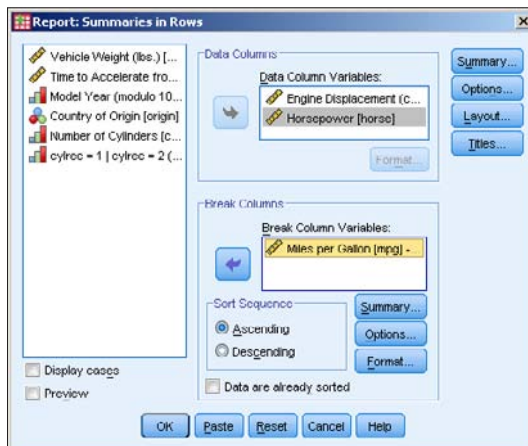 Report: Summaries in Rows
Vehicle Weight (lbs.) [...
Time to Accelerate fro...
Model Year (modulo 10...
Country of Origin [origin]
Number of Cylinders [c...
cylrec = 1 | cylrec = 2 (...
Data Columns
Data Column Variables:
Engine Displacement (c...
Horsepower [horse]
Format...
Summary...
Options...
Layout...
Titles...
Break Columns
Break Column Variables:
Miles per Gallon [mpg] -
Sort Sequence
Ascending
Descending
Summary...
Options...
Format...
Data are already sorted
Display cases
Preview
OK Paste Reset Cancel Help